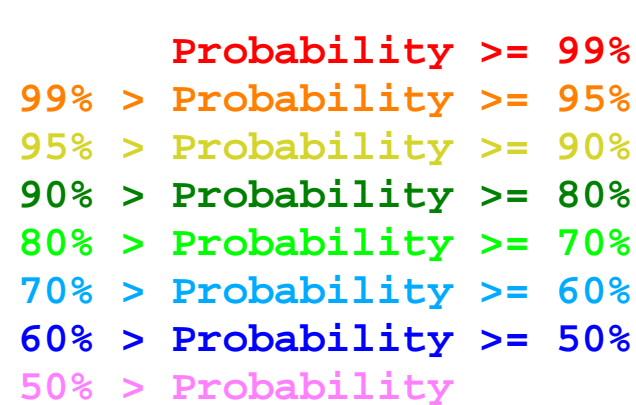 Probability >= 99%
99% > Probability >= 95%
95% > Probability >= 90%
90% > Probability >= 80%
80% > Probability >= 70%
70% > Probability >= 60%
60% > Probability >= 50%
50% > Probability